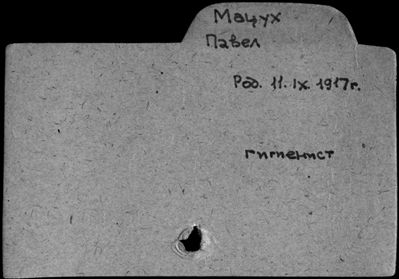 Мацух
Павел
Род. 11. IX. 1917г.
гигиенист